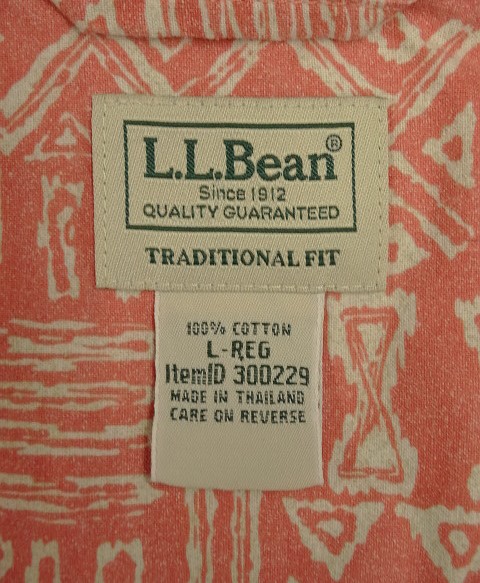 L.L.Bean®
Since 1912
QUALITY GUARANTEED
TRADITIONAL FIT
100% COTTON
L-REG
ItemID 300229
MADE IN THAILAND
CARE ON REVERSE